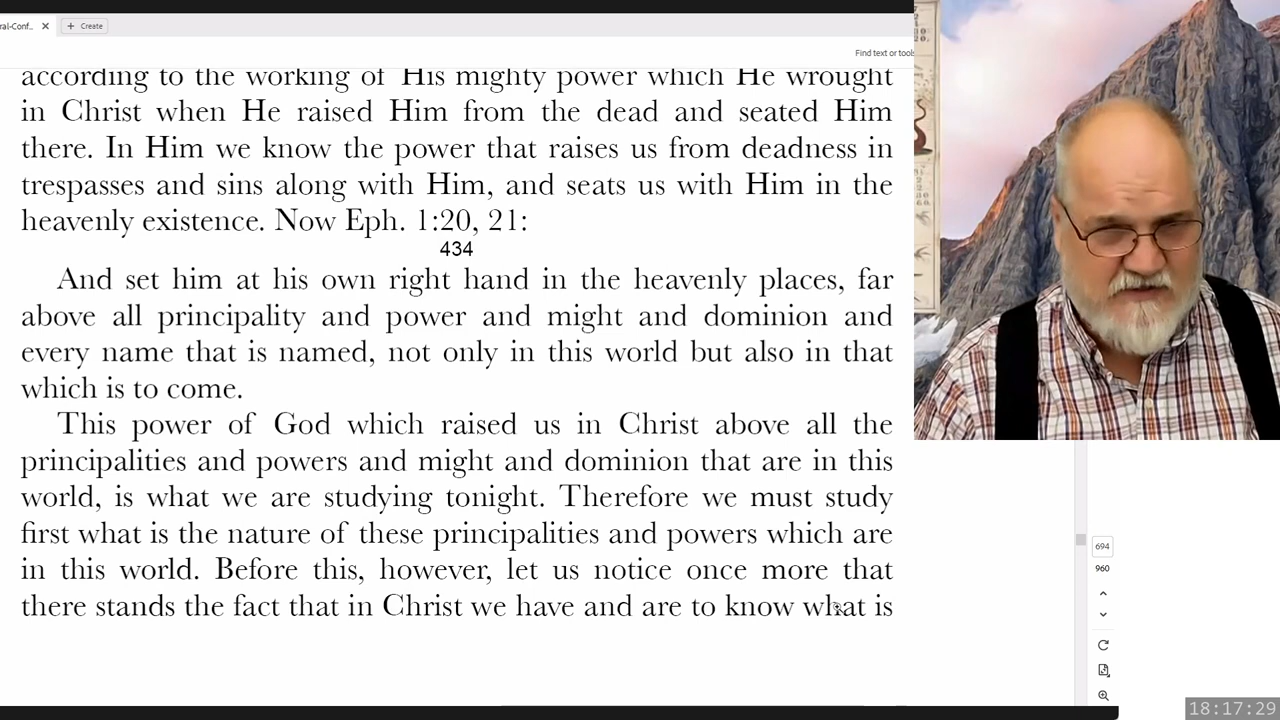 ral-Conf..
Create
Find text or tools
according to the working of His mighty power which He wrought
in Christ when He raised Him from the dead and seated Him
there. In Him we know the power that raises us from deadness in
trespasses and sins along with Him, and seats us with Him in the
heavenly existence. Now Eph. 1:20, 21:
434
And set him at his own right hand in the heavenly places, far
above all principality and power and might and dominion and
every name that is named, not only in this world but also in that
which is to come.
This power of God which raised us in Christ above all the
principalities and powers and might and dominion that are in this
world, is what we are studying tonight. Therefore we must study
first what is the nature of these principalities and powers which are
in this world. Before this, however, let us notice once more that
there stands the fact that in Christ we have and are to know what is
694
960
18:17:29